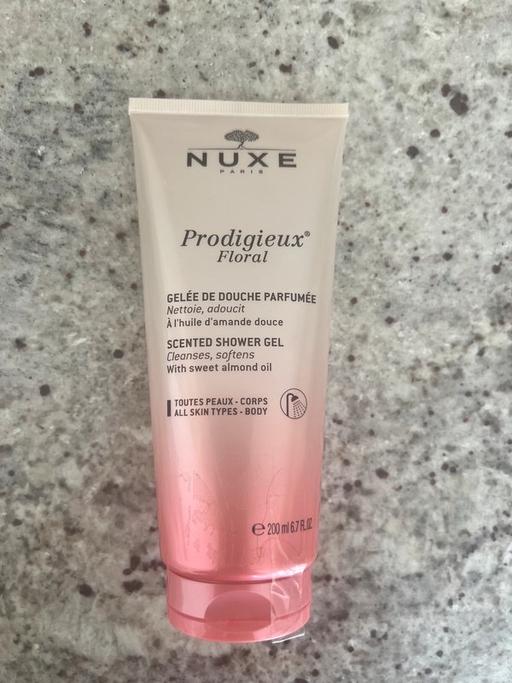 NUXE
PARIS
Prodigieux®
Floral
GELÉE DE DOUCHE PARFUMÉE
Nettoie, adoucit
À l'huile d'amande douce
SCENTED SHOWER GEL
Cleanses, softens
With sweet almond oil
TOUTES PEAUX - CORPS
ALL SKIN TYPES - BODY
℮ 200 ml 6.7 FL.OZ.